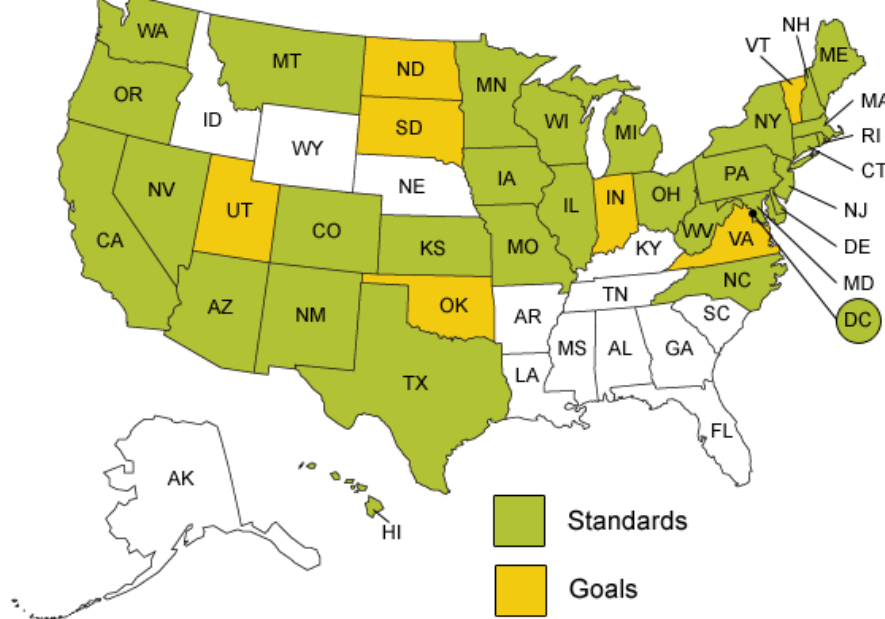 WA
MT
ND
MN
VT
NH
ME
OR
ID
SD
WI
MI
NY
MA
RI
CT
WY
NE
IA
PA
NV
UT
CO
IL
IN
OH
NJ
CA
KS
MO
WV
VA
KY
DE
MD
AZ
NM
OK
AR
TN
NC
SC
DC
TX
LA
MS
AL
GA
FL
AK
HI
Standards
Goals